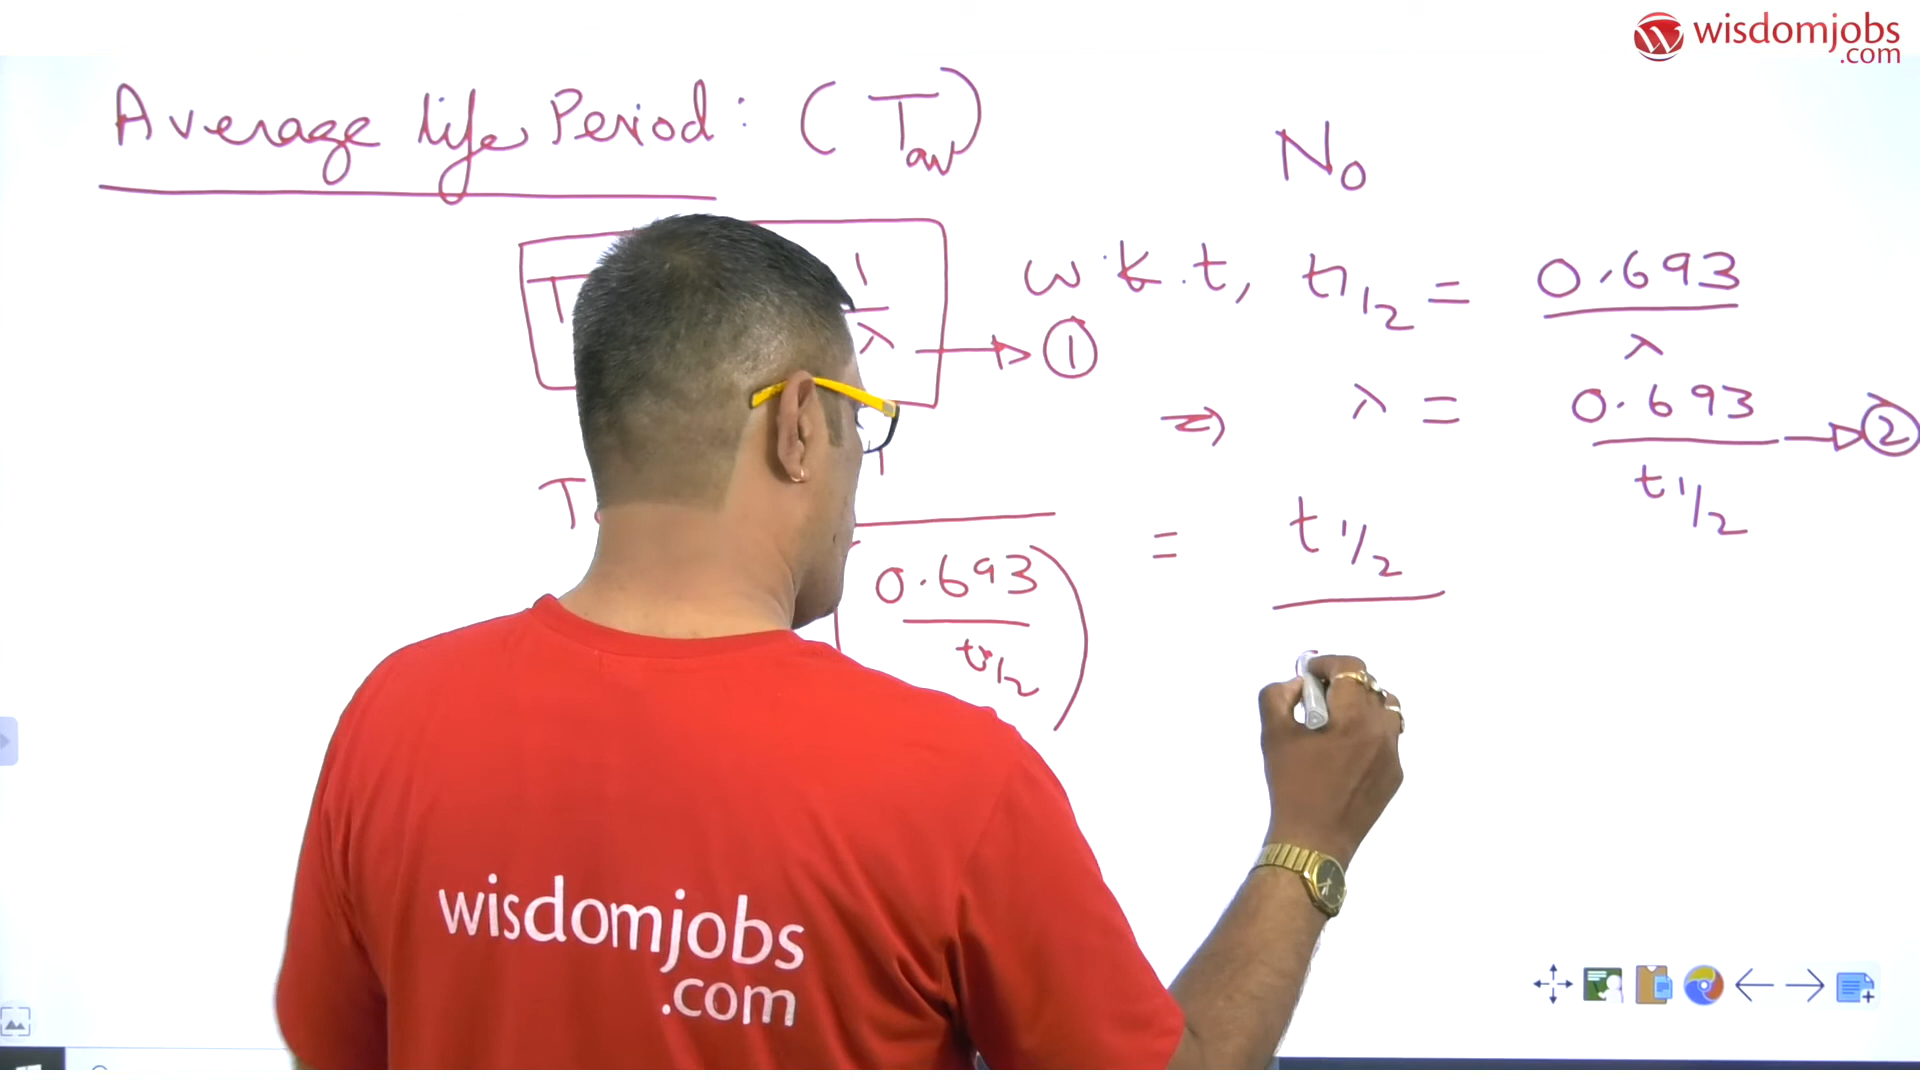 wisdomjobs
.com
Average life Period : (Tav)
N0
T 1/λ → ①
w.k.t, t1/2 = 0.693/λ
⇒ λ = 0.693/t1/2 → ②
T 1/(0.693/t1/2) = t1/2
wisdomjobs
.com